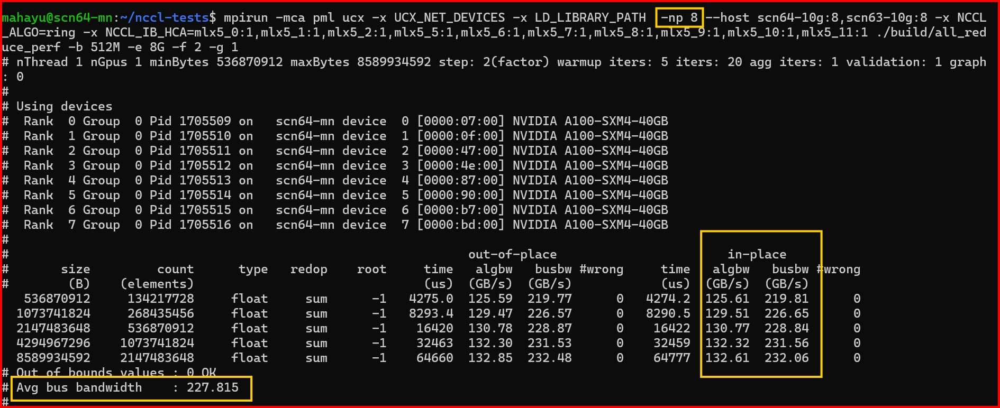 mahayu@scn64-mn:~/nccl-tests$ mpirun -mca pml ucx -x UCX_NET_DEVICES -x LD_LIBRARY_PATH  -np 8 --host scn64-10g:8,scn63-10g:8 -x NCCL
_ALGO=ring -x NCCL_IB_HCA=mlx5_0:1,mlx5_1:1,mlx5_2:1,mlx5_5:1,mlx5_6:1,mlx5_7:1,mlx5_8:1,mlx5_9:1,mlx5_10:1,mlx5_11:1 ./build/all_red
uce_perf -b 512M -e 8G -f 2 -g 1
# nThread 1 nGpus 1 minBytes 536870912 maxBytes 8589934592 step: 2(factor) warmup iters: 5 iters: 20 agg iters: 1 validation: 1 graph
: 0
#
# Using devices
#  Rank  0 Group  0 Pid 1705509 on   scn64-mn device  0 [0000:07:00] NVIDIA A100-SXM4-40GB
#  Rank  1 Group  0 Pid 1705510 on   scn64-mn device  1 [0000:0f:00] NVIDIA A100-SXM4-40GB
#  Rank  2 Group  0 Pid 1705511 on   scn64-mn device  2 [0000:47:00] NVIDIA A100-SXM4-40GB
#  Rank  3 Group  0 Pid 1705512 on   scn64-mn device  3 [0000:4e:00] NVIDIA A100-SXM4-40GB
#  Rank  4 Group  0 Pid 1705513 on   scn64-mn device  4 [0000:87:00] NVIDIA A100-SXM4-40GB
#  Rank  5 Group  0 Pid 1705514 on   scn64-mn device  5 [0000:90:00] NVIDIA A100-SXM4-40GB
#  Rank  6 Group  0 Pid 1705515 on   scn64-mn device  6 [0000:b7:00] NVIDIA A100-SXM4-40GB
#  Rank  7 Group  0 Pid 1705516 on   scn64-mn device  7 [0000:bd:00] NVIDIA A100-SXM4-40GB
#
#                                                              out-of-place                       in-place
#       size         count      type   redop    root     time   algbw   busbw #wrong     time   algbw   busbw #wrong
#        (B)    (elements)                               (us)  (GB/s)  (GB/s)            (us)  (GB/s)  (GB/s)
   536870912     134217728     float     sum      -1   4275.0  125.59  219.77      0   4274.2  125.61  219.81      0
  1073741824     268435456     float     sum      -1   8293.4  129.47  226.57      0   8290.5  129.51  226.65      0
  2147483648     536870912     float     sum      -1    16420  130.78  228.87      0    16422  130.77  228.84      0
  4294967296    1073741824     float     sum      -1    32463  132.30  231.53      0    32459  132.32  231.56      0
  8589934592    2147483648     float     sum      -1    64660  132.85  232.48      0    64777  132.61  232.06      0
# Out of bounds values : 0 OK
# Avg bus bandwidth    : 227.815
#